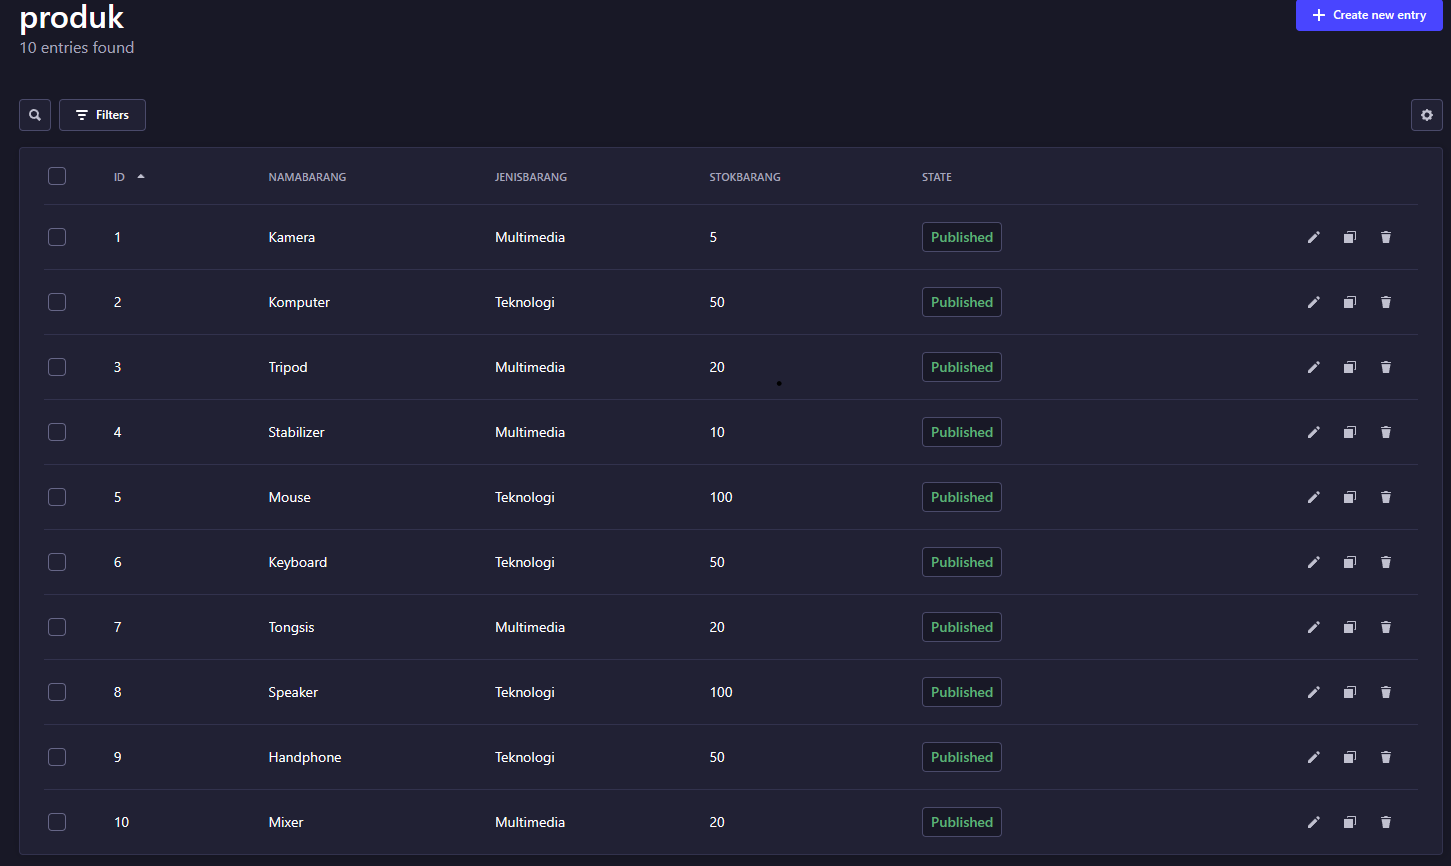 produk
Create new entry
10 entries found
Filters
ID NAMABARANG JENISBARANG STOKBARANG STATE
1 Kamera Multimedia 5 Published
2 Komputer Teknologi 50 Published
3 Tripod Multimedia 20 Published
4 Stabilizer Multimedia 10 Published
5 Mouse Teknologi 100 Published
6 Keyboard Teknologi 50 Published
7 Tongsis Multimedia 20 Published
8 Speaker Teknologi 100 Published
9 Handphone Teknologi 50 Published
10 Mixer Multimedia 20 Published